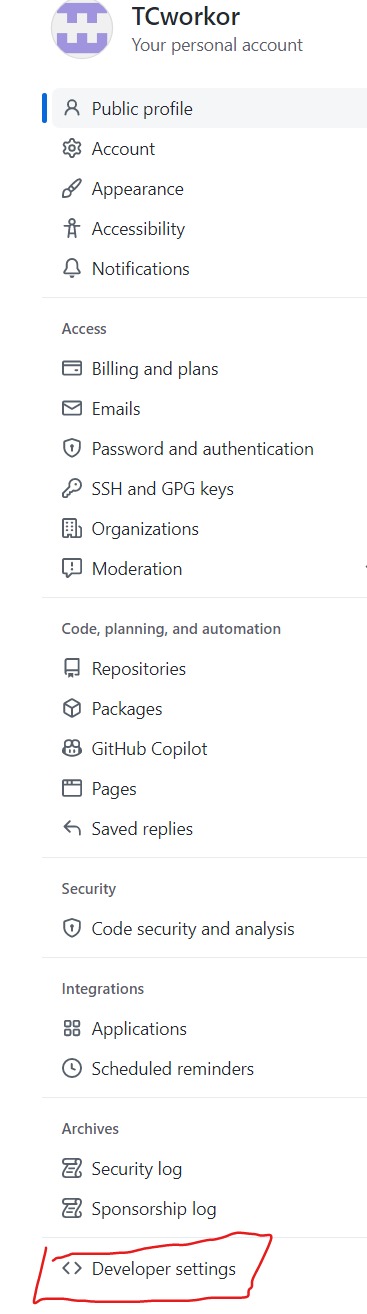 TCworkor
Your personal account
Public profile
Account
Appearance
Accessibility
Notifications
Access
Billing and plans
Emails
Password and authentication
SSH and GPG keys
Organizations
Moderation
Code, planning, and automation
Repositories
Packages
GitHub Copilot
Pages
Saved replies
Security
Code security and analysis
Integrations
Applications
Scheduled reminders
Archives
Security log
Sponsorship log
Developer settings